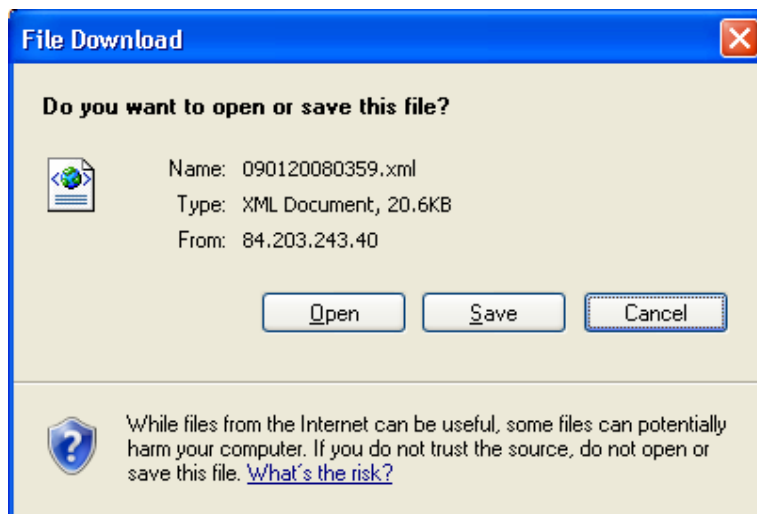 File Download
Do you want to open or save this file?
Name: 090120080359.xml
Type: XML Document, 20.6KB
From: 84.203.243.40
Open Save Cancel
While files from the Internet can be useful, some files can potentially
harm your computer. If you do not trust the source, do not open or
save this file. What's the risk?